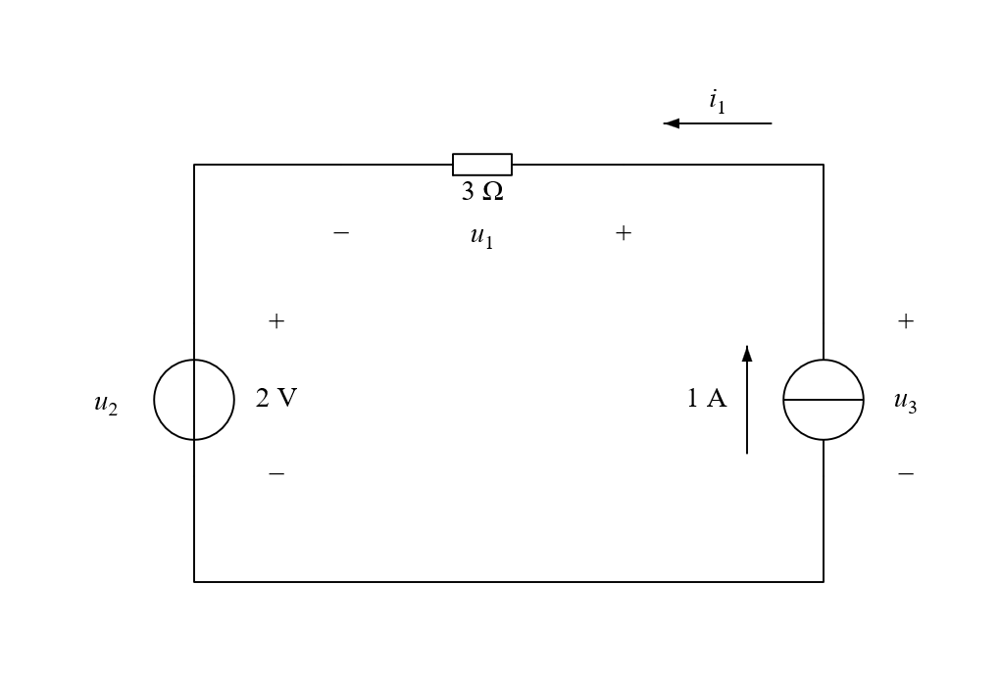 i₁
3 Ω
− u₁ +
+ +
u₂ 2 V 1 A u₃
− −